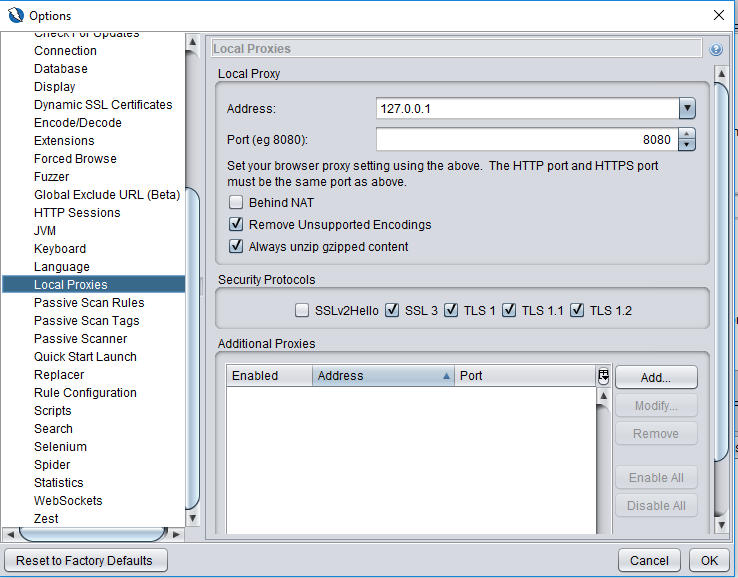 Options
Check For Updates
Connection
Database
Display
Dynamic SSL Certificates
Encode/Decode
Extensions
Forced Browse
Fuzzer
Global Exclude URL (Beta)
HTTP Sessions
JVM
Keyboard
Language
Local Proxies
Passive Scan Rules
Passive Scan Tags
Passive Scanner
Quick Start Launch
Replacer
Rule Configuration
Scripts
Search
Selenium
Spider
Statistics
WebSockets
Zest
Local Proxies
Local Proxy
Address:
127.0.0.1
Port (eg 8080):
8080
Set your browser proxy setting using the above. The HTTP port and HTTPS port
must be the same port as above.
Behind NAT
Remove Unsupported Encodings
Always unzip gzipped content
Security Protocols
SSLv2Hello SSL 3 TLS 1 TLS 1.1 TLS 1.2
Additional Proxies
Enabled Address Port
Add...
Modify...
Remove
Enable All
Disable All
Reset to Factory Defaults
Cancel OK